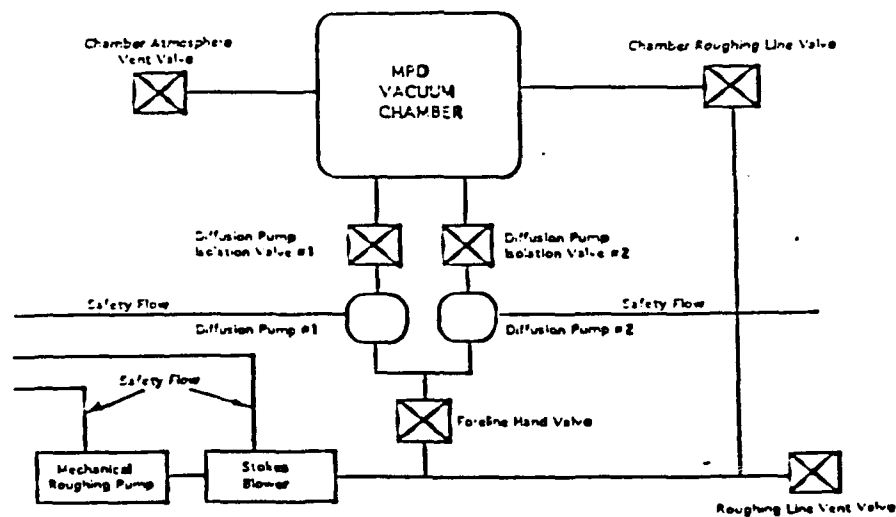 Chamber Atmosphere
Vent Valve
Chamber Roughing Line Valve
MPD
VACUUM
CHAMBER
Diffusion Pump
Isolation Valve #1
Diffusion Pump
Isolation Valve #2
Safety Flow
Safety Flow
Diffusion Pump #1
Diffusion Pump #2
Safety Flow
Foreline Hand Valve
Mechanical
Roughing Pump
Stokes
Blower
Roughing Line Vent Valve